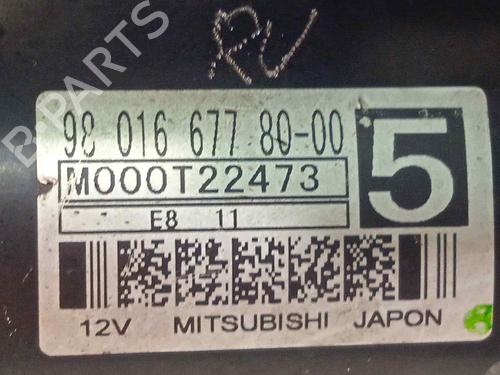 RV
B-PARTS
98 016 677 80-00
5
M000T22473
E8 11
12V MITSUBISHI JAPON